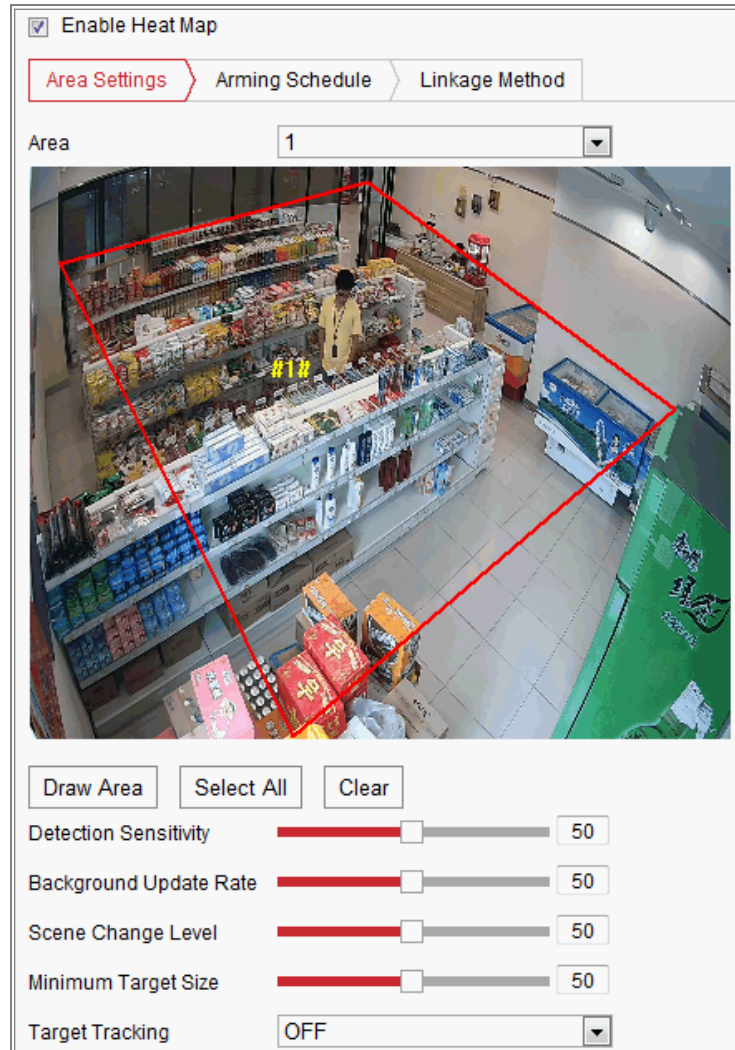 Enable Heat Map
Area Settings
Arming Schedule
Linkage Method
Area
1
#1#
Draw Area
Select All
Clear
Detection Sensitivity
50
Background Update Rate
50
Scene Change Level
50
Minimum Target Size
50
Target Tracking
OFF